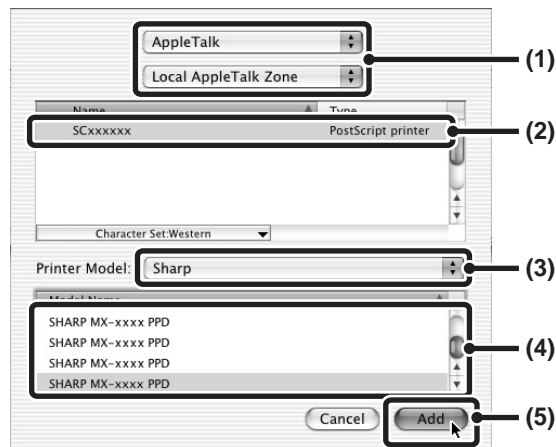 AppleTalk
(1)
Local AppleTalk Zone
Name Type
SCxxxxxx PostScript printer (2)
Character Set:Western
Printer Model: Sharp (3)
Model Name
SHARP MX-xxxx PPD
SHARP MX-xxxx PPD
(4)
SHARP MX-xxxx PPD
SHARP MX-xxxx PPD
Cancel Add (5)